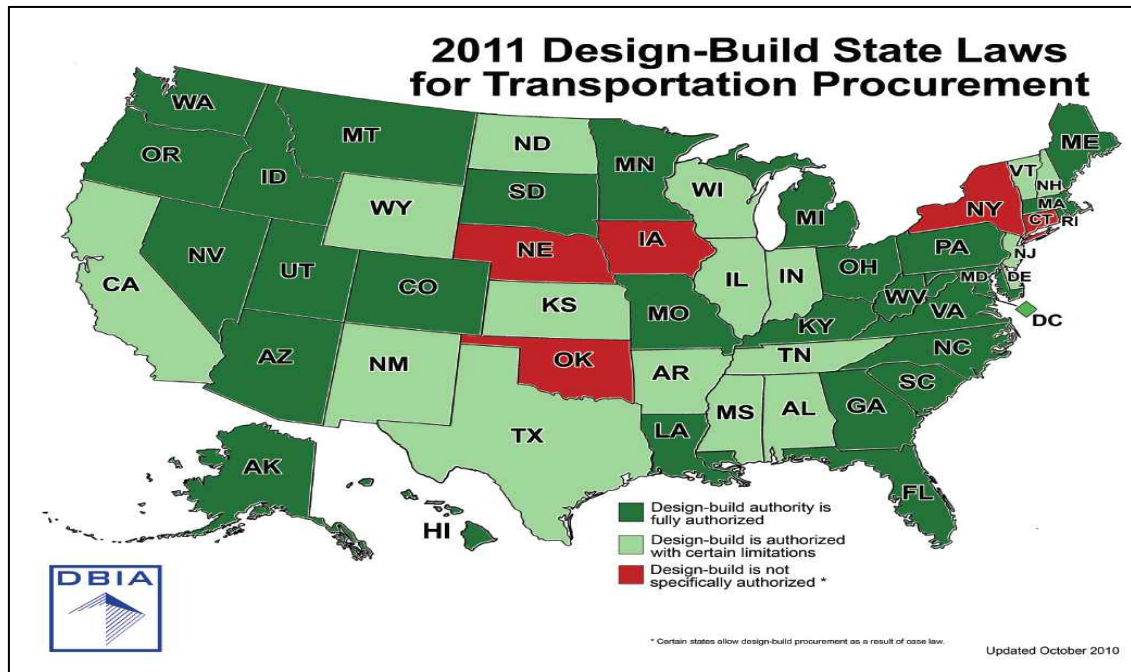 2011 Design-Build State Laws
for Transportation Procurement
WA
MT
ND
MN
ME
OR
ID
SD
WI
MI
VT
NH
MA
NY
CT
RI
WY
NE
IA
PA
NJ
NV
UT
CO
CA
KS
MO
IL
IN
OH
MD
DE
WV
VA
DC
KY
AZ
NM
OK
AR
TN
NC
SC
TX
MS
AL
GA
LA
AK
HI
FL
Design-build authority is
fully authorized
Design-build is authorized
with certain limitations
Design-build is not
specifically authorized *
DBIA
* Certain states allow design-build procurement as a result of case law.
Updated October 2010